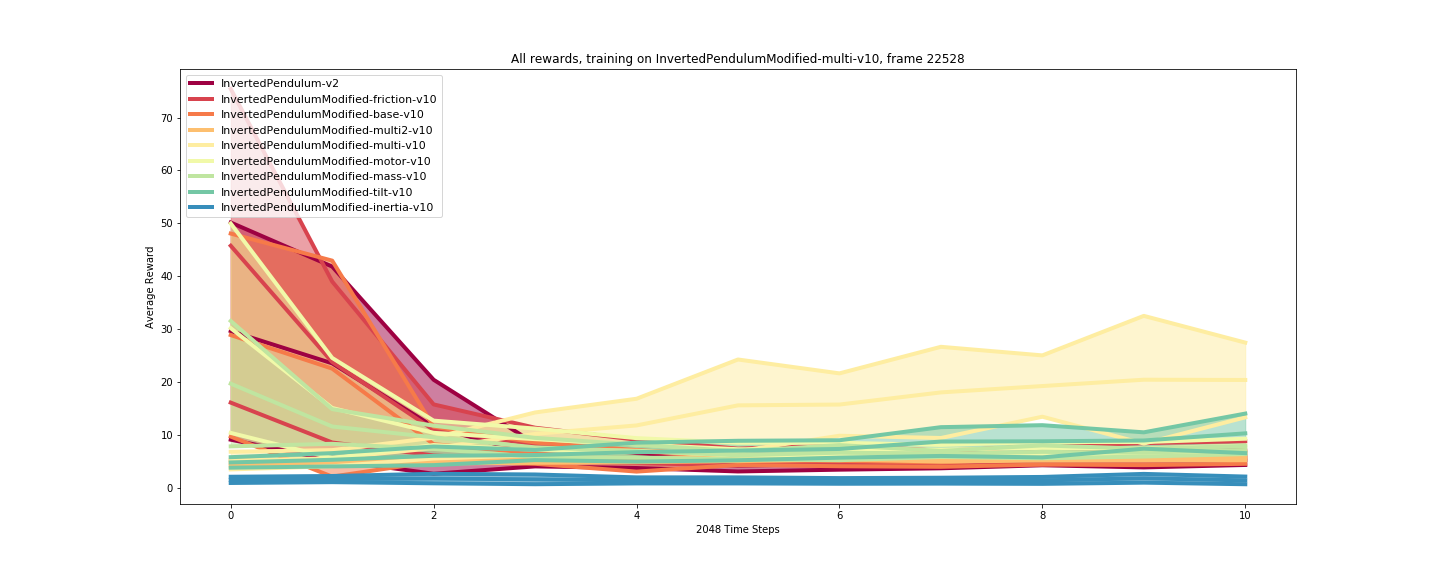 All rewards, training on InvertedPendulumModified-multi-v10, frame 22528
InvertedPendulum-v2
InvertedPendulumModified-friction-v10
InvertedPendulumModified-base-v10
InvertedPendulumModified-multi2-v10
InvertedPendulumModified-multi-v10
InvertedPendulumModified-motor-v10
InvertedPendulumModified-mass-v10
InvertedPendulumModified-tilt-v10
InvertedPendulumModified-inertia-v10
Average Reward
70
60
50
40
30
20
10
0
0 2 4 6 8 10
2048 Time Steps